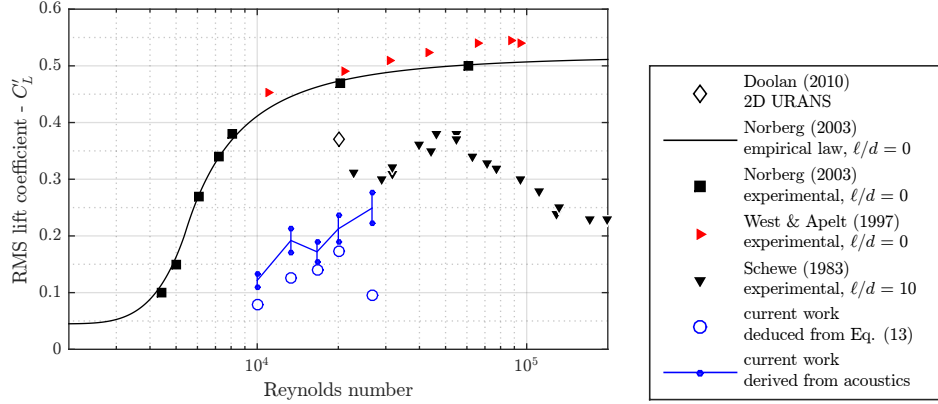 0.6
0.5
0.4
0.3
0.2
0.1
0
RMS lift coefficient - C′_L
10^4
10^5
Reynolds number
Doolan (2010)
2D URANS
Norberg (2003)
empirical law, ℓ/d = 0
Norberg (2003)
experimental, ℓ/d = 0
West & Apelt (1997)
experimental, ℓ/d = 0
Schewe (1983)
experimental, ℓ/d = 10
current work
deduced from Eq. (13)
current work
derived from acoustics